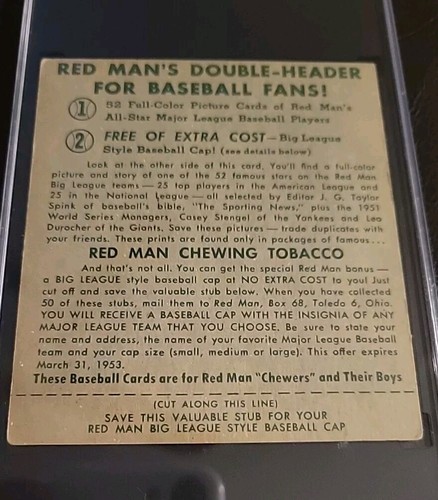 RED MAN'S DOUBLE-HEADER
FOR BASEBALL FANS!
1 52 Full-Color Picture Cards of Red Man's
All-Star Major League Baseball Players
2 FREE OF EXTRA COST—Big League
Style Baseball Cap! (see details below)
Look at the other side of this card. You'll find a full-color
picture and story of one of the 52 famous stars on the Red Man
Big League teams — 25 top players in the American League and
25 in the National League — all selected by Editor J. G. Taylor
Spink of baseball's bible, "The Sporting News," plus the 1951
World Series Managers, Casey Stengel of the Yankees and Leo
Durocher of the Giants. Save these pictures — trade duplicates with
your friends. These prints are found only in packages of famous...
RED MAN CHEWING TOBACCO
And that's not all. You can get the special Red Man bonus —
a BIG LEAGUE style baseball cap at NO EXTRA COST to you! Just
cut off and save the valuable stub below. When you have collected
50 of these stubs, mail them to Red Man, Box 68, Toledo 6, Ohio.
YOU WILL RECEIVE A BASEBALL CAP WITH THE INSIGNIA OF ANY
MAJOR LEAGUE TEAM THAT YOU CHOOSE. Be sure to state your
name and address, the name of your favorite Major League Baseball
team and your cap size (small, medium or large). This offer expires
March 31, 1953.
These Baseball Cards are for Red Man "Chewers" and Their Boys
(CUT ALONG THIS LINE)
SAVE THIS VALUABLE STUB FOR YOUR
RED MAN BIG LEAGUE STYLE BASEBALL CAP